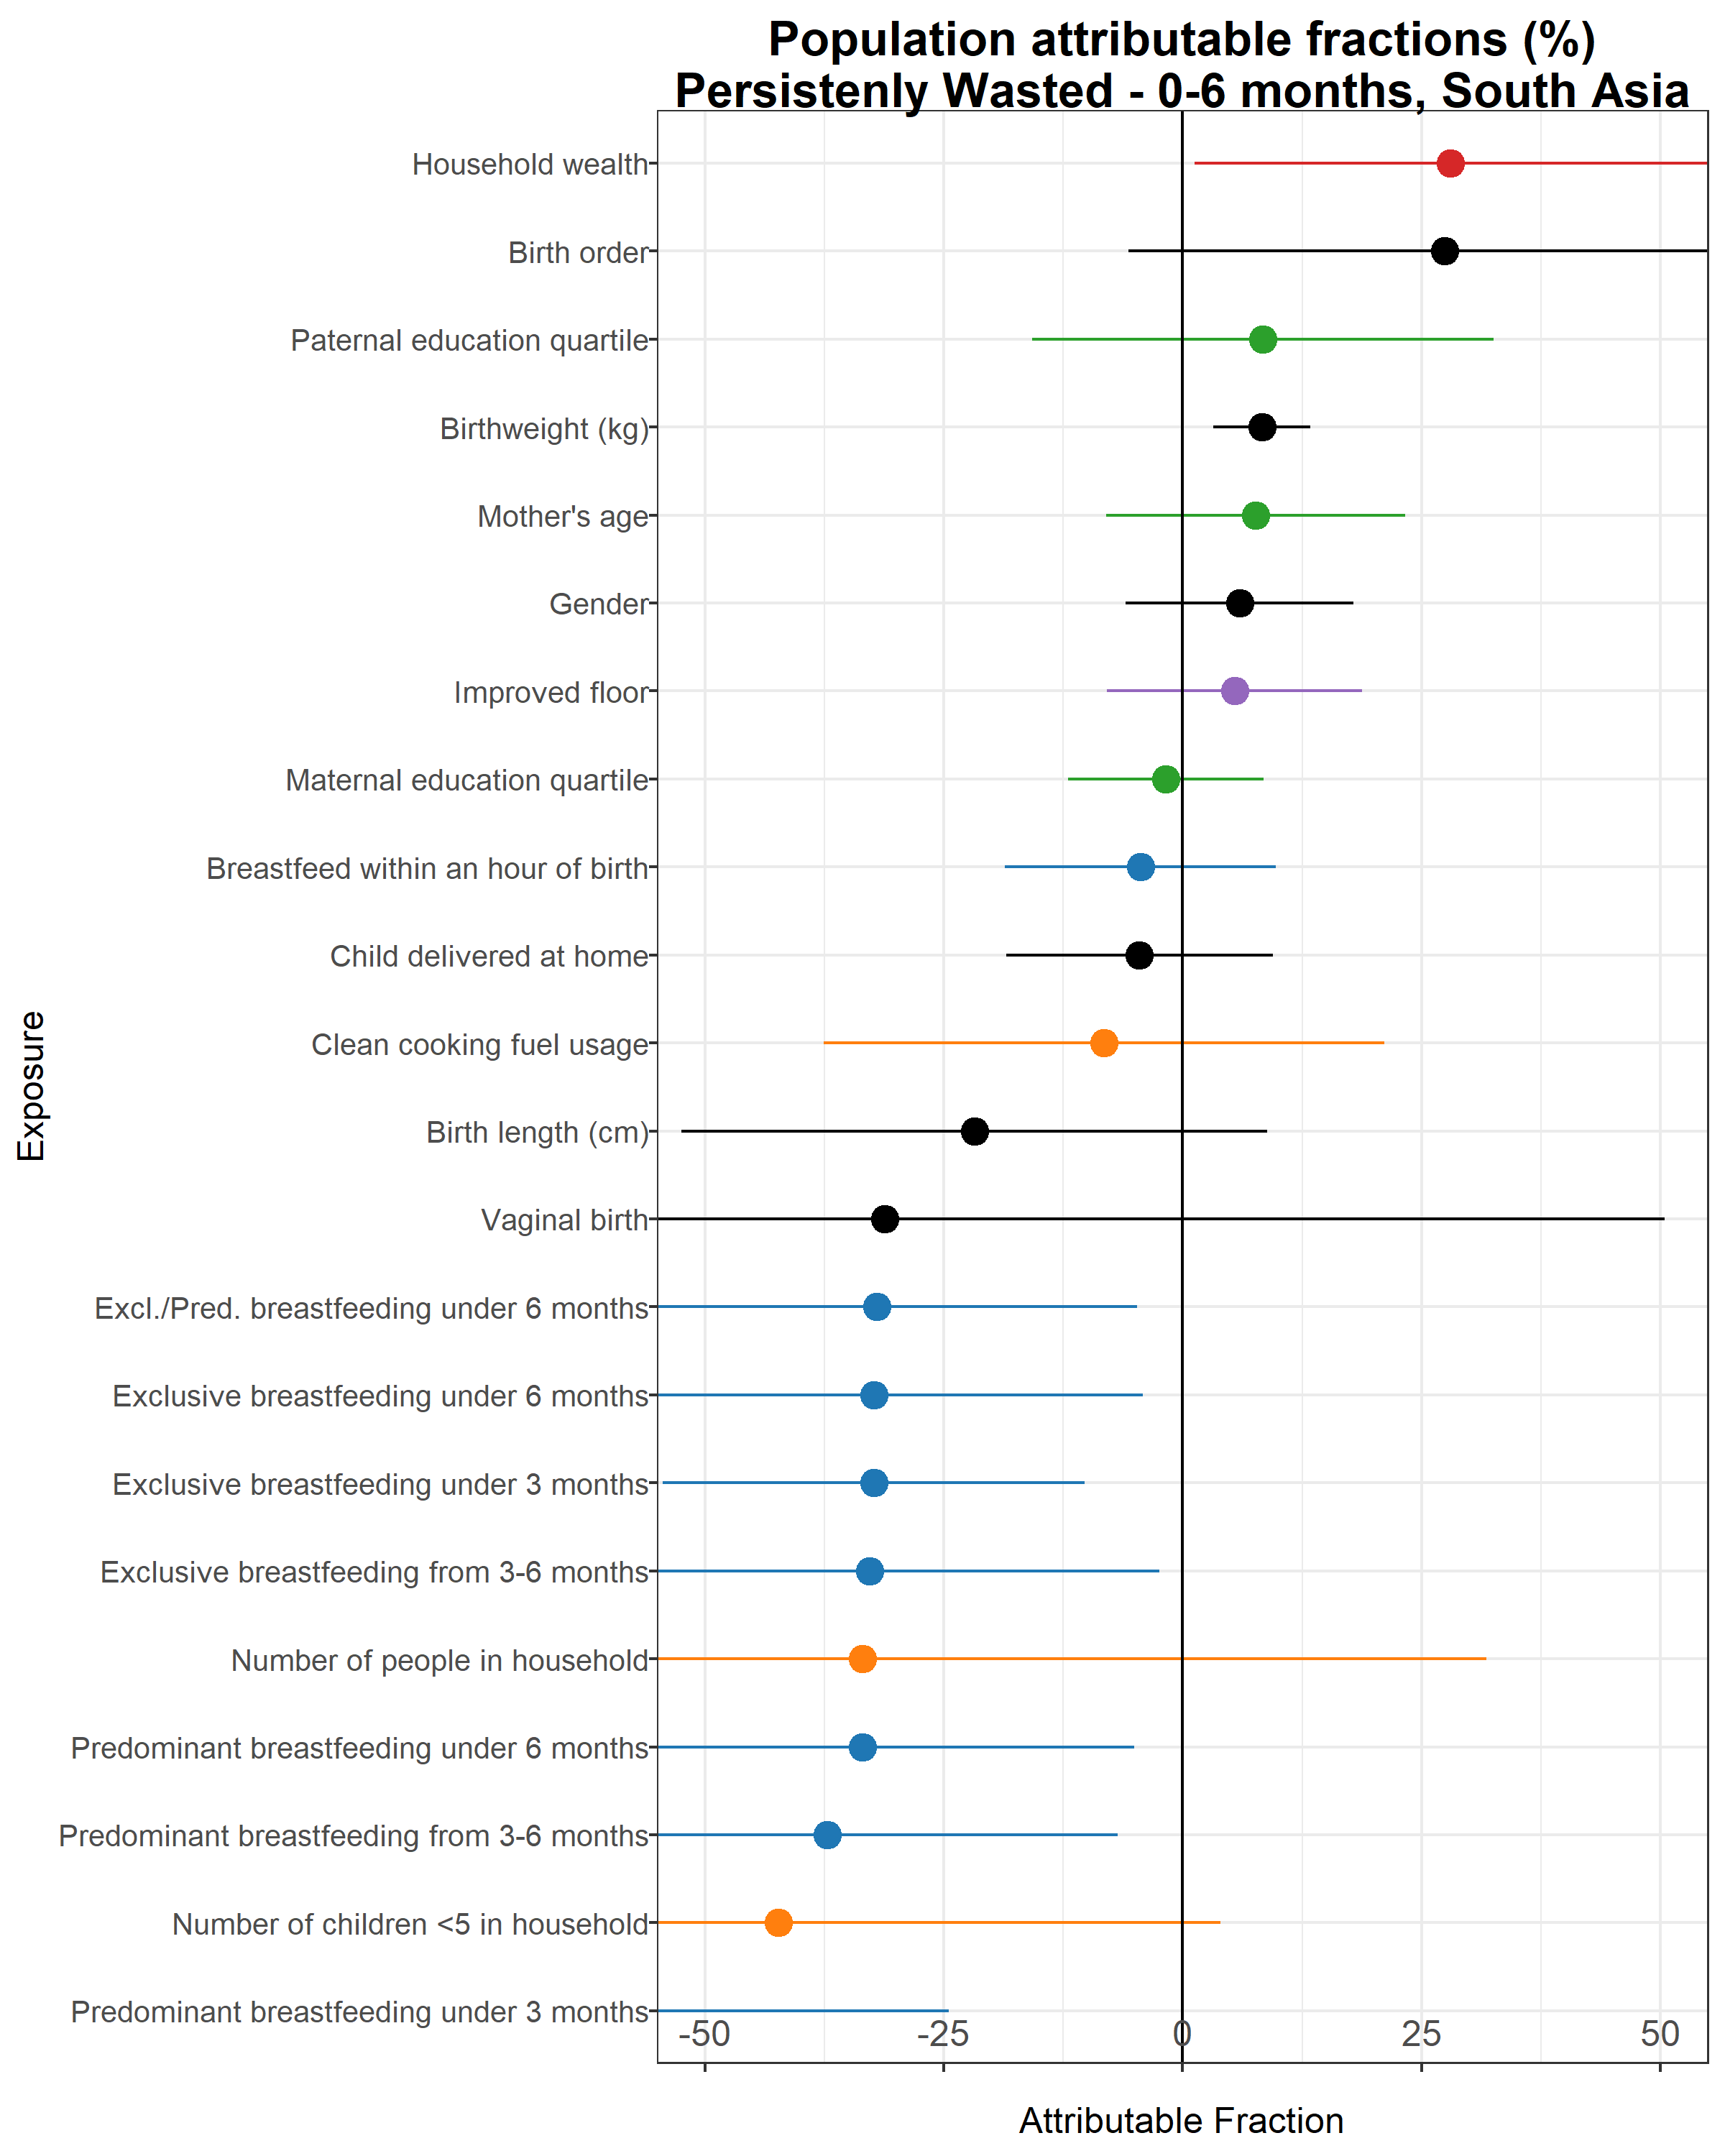 Population attributable fractions (%)
Persistenly Wasted - 0-6 months, South Asia
Household wealth
Birth order
Paternal education quartile
Birthweight (kg)
Mother's age
Gender
Improved floor
Maternal education quartile
Breastfeed within an hour of birth
Child delivered at home
Clean cooking fuel usage
Birth length (cm)
Vaginal birth
Excl./Pred. breastfeeding under 6 months
Exclusive breastfeeding under 6 months
Exclusive breastfeeding under 3 months
Exclusive breastfeeding from 3-6 months
Number of people in household
Predominant breastfeeding under 6 months
Predominant breastfeeding from 3-6 months
Number of children <5 in household
Predominant breastfeeding under 3 months
Exposure
-50 -25 0 25 50
Attributable Fraction